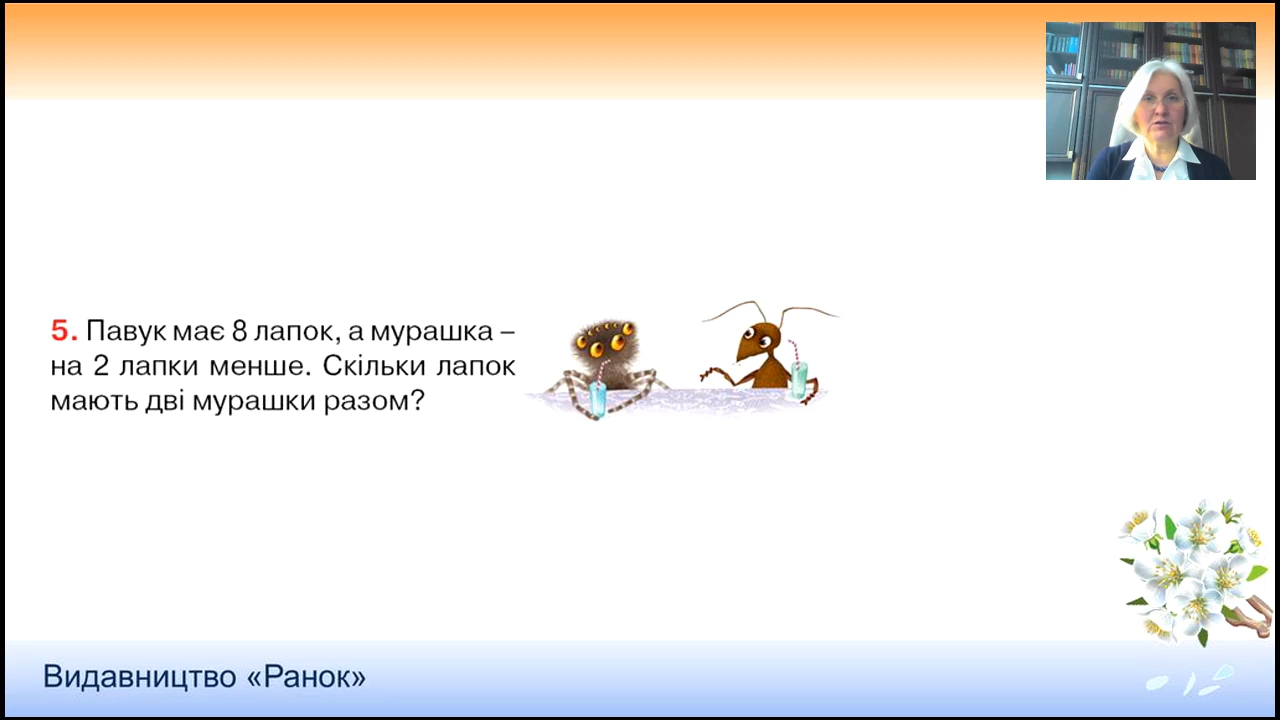 5. Павук має 8 лапок, а мурашка –
на 2 лапки менше. Скільки лапок
мають дві мурашки разом?
Видавництво «Ранок»